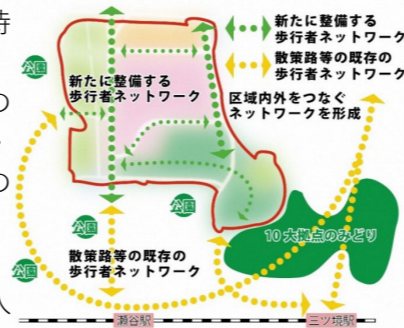 時
の
の
人
公園
新たに整備する
歩行者ネットワーク
散策路等の既存の
歩行者ネットワーク
新たに整備する
歩行者ネットワーク
区域内外をつなぐ
ネットワークを形成
公園
公園
10大拠点のみどり
公園
散策路等の既存の
歩行者ネットワーク
瀬谷駅
三ツ境駅